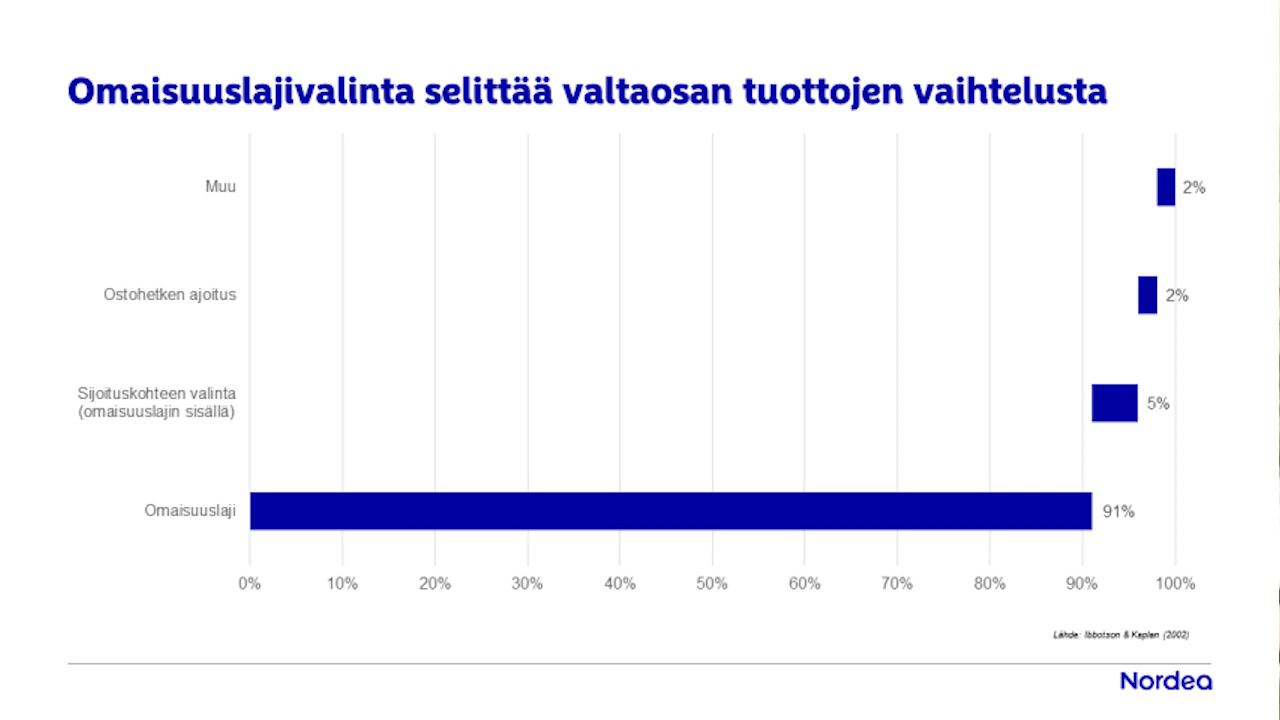 Omaisuuslajivalinta selittää valtaosan tuottojen vaihtelusta
Muu
2%
Ostohetken ajoitus
2%
Sijoituskohteen valinta
(omaisuuslajin sisällä)
5%
Omaisuuslaji
91%
0% 10% 20% 30% 40% 50% 60% 70% 80% 90% 100%
Lähde: Ibbotson & Kaplan (2002)
Nordea